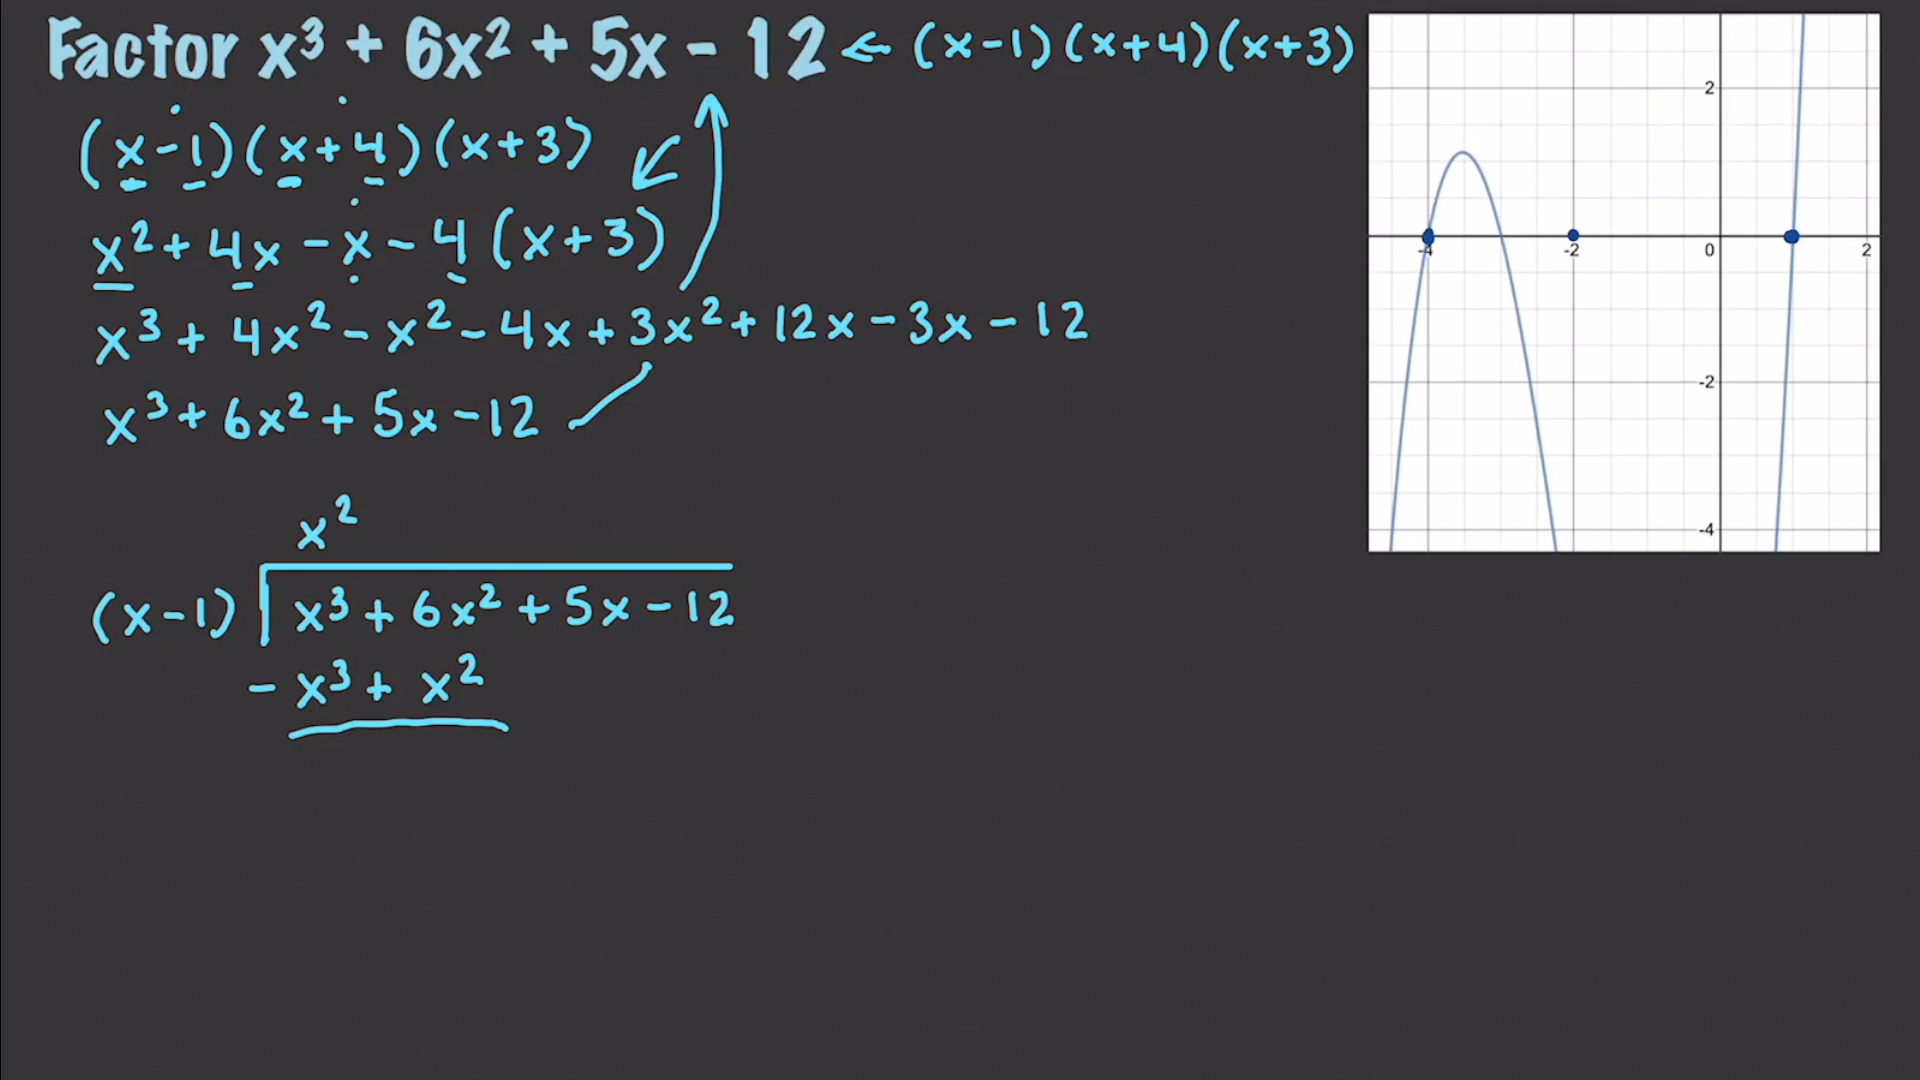 Factor x³ + 6x² + 5x - 12 ← (x-1)(x+4)(x+3)
(x-1)(x+4)(x+3)
x² + 4x - x - 4 (x+3)
x³ + 4x² - x² - 4x + 3x² + 12x - 3x - 12
x³ + 6x² + 5x - 12
x²
(x-1) x³ + 6x² + 5x - 12
- x³ + x²
2
-4 -2 0 2
-2
-4